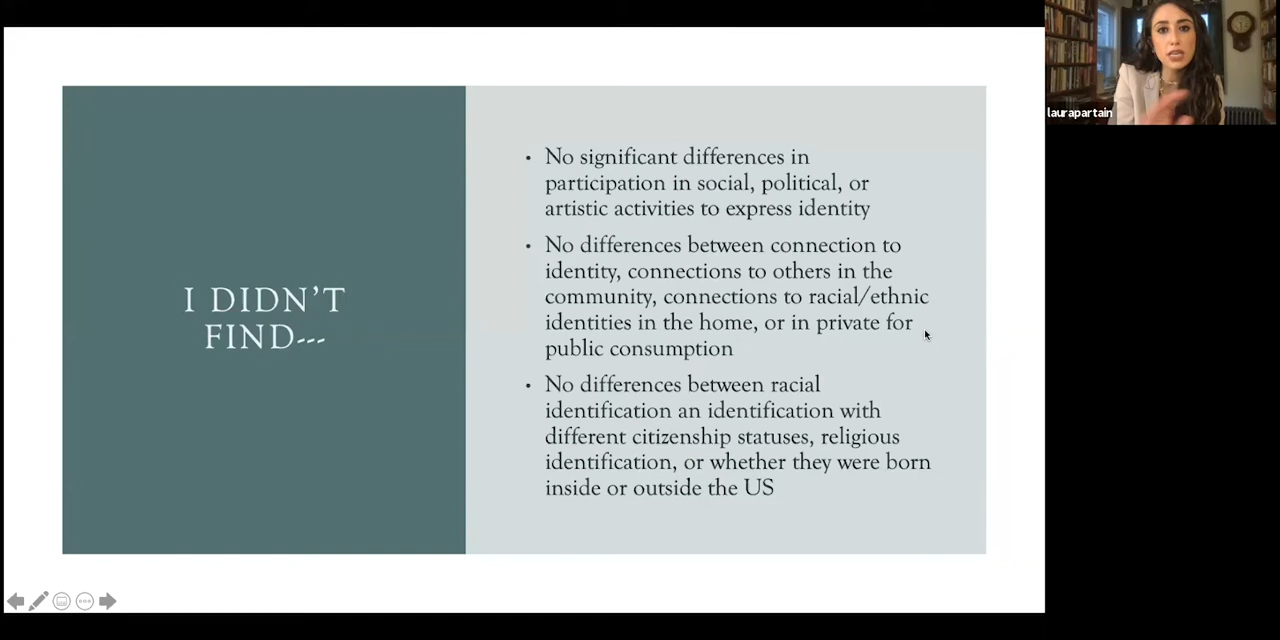 laurapartain
I DIDN'T
FIND---
• No significant differences in
participation in social, political, or
artistic activities to express identity
• No differences between connection to
identity, connections to others in the
community, connections to racial/ethnic
identities in the home, or in private for
public consumption
• No differences between racial
identification an identification with
different citizenship statuses, religious
identification, or whether they were born
inside or outside the US